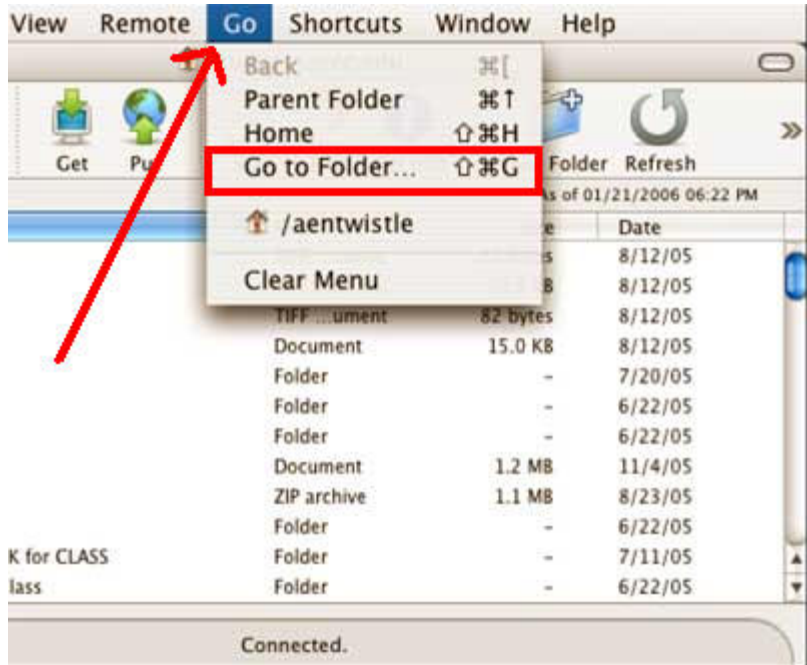 View Remote Go Shortcuts Window Help
Back ⌘[
Parent Folder ⌘↑
Home ⇧⌘H
Go to Folder... ⇧⌘G
/aentwistle
Clear Menu
Get Folder Refresh
As of 01/21/2006 06:22 PM
Date
8/12/05
8/12/05
TIFF ...ument 82 bytes 8/12/05
Document 15.0 KB 8/12/05
Folder – 7/20/05
Folder – 6/22/05
Folder – 6/22/05
Document 1.2 MB 11/4/05
ZIP archive 1.1 MB 8/23/05
Folder – 6/22/05
K for CLASS Folder – 7/11/05
lass Folder – 6/22/05
Connected.